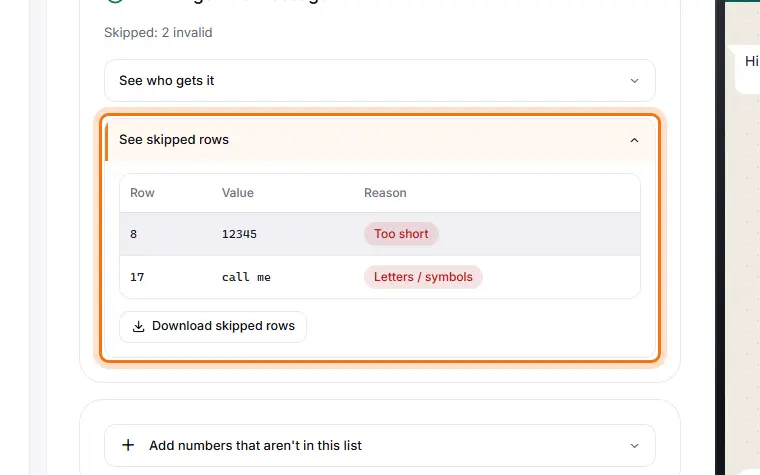 Skipped: 2 invalid
See who gets it
See skipped rows
Row Value Reason
8 12345 Too short
17 call me Letters / symbols
Download skipped rows
Add numbers that aren't in this list
Hi